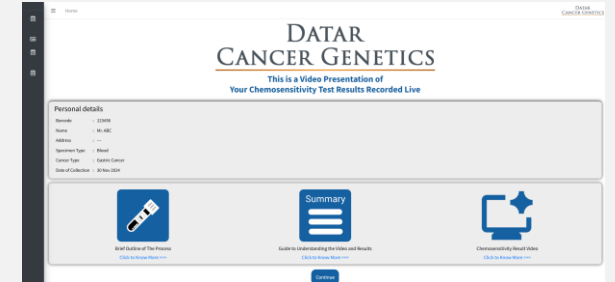 Home
DATAR
CANCER GENETICS
DATAR
CANCER GENETICS
This is a Video Presentation of
Your Chemosensitivity Test Results Recorded Live
Personal details
Barcode : 123456
Name : Mr. ABC
Address : ---
Specimen Type : Blood
Cancer Type : Gastric Cancer
Date of Collection : 30 Nov 2024
Summary
Brief Outline of The Process
Click to Know More >>>
Guide to Understanding the Video and Results
Click to Know More >>>
Chemosensitivity Result Video
Click to Know More >>>
Continue